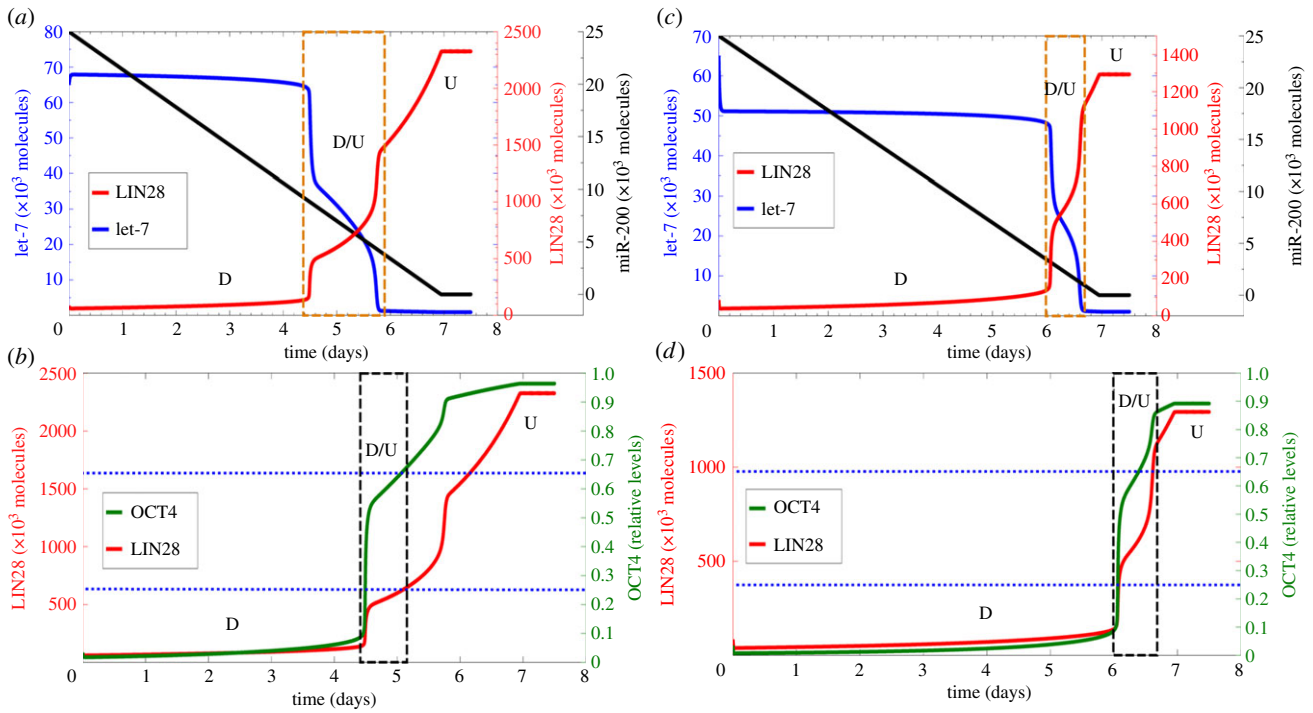 (a)
80
70
60
50
40
30
20
10
let-7 (×10³ molecules)
D/U
U
D
LIN28
let-7
2500
2000
1500
1000
500
0
LIN28 (×10³ molecules)
25
20
15
10
5
0
miR-200 (×10³ molecules)
0 1 2 3 4 5 6 7 8
time (days)
(c)
70
60
50
40
30
20
10
let-7 (×10³ molecules)
D/U
U
D
LIN28
let-7
1400
1200
1000
800
600
400
200
0
LIN28 (×10³ molecules)
25
20
15
10
5
0
miR-200 (×10³ molecules)
0 1 2 3 4 5 6 7 8
time (days)
(b)
2500
2000
1500
1000
500
LIN28 (×10³ molecules)
D/U
U
D
OCT4
LIN28
1.0
0.9
0.8
0.7
0.6
0.5
0.4
0.3
0.2
0.1
0
OCT4 (relative levels)
0 1 2 3 4 5 6 7 8
time (days)
(d)
1500
1000
500
LIN28 (×10³ molecules)
D/U
U
D
OCT4
LIN28
1.0
0.9
0.8
0.7
0.6
0.5
0.4
0.3
0.2
0.1
0
OCT4 (relative levels)
0 1 2 3 4 5 6 7 8
time (days)